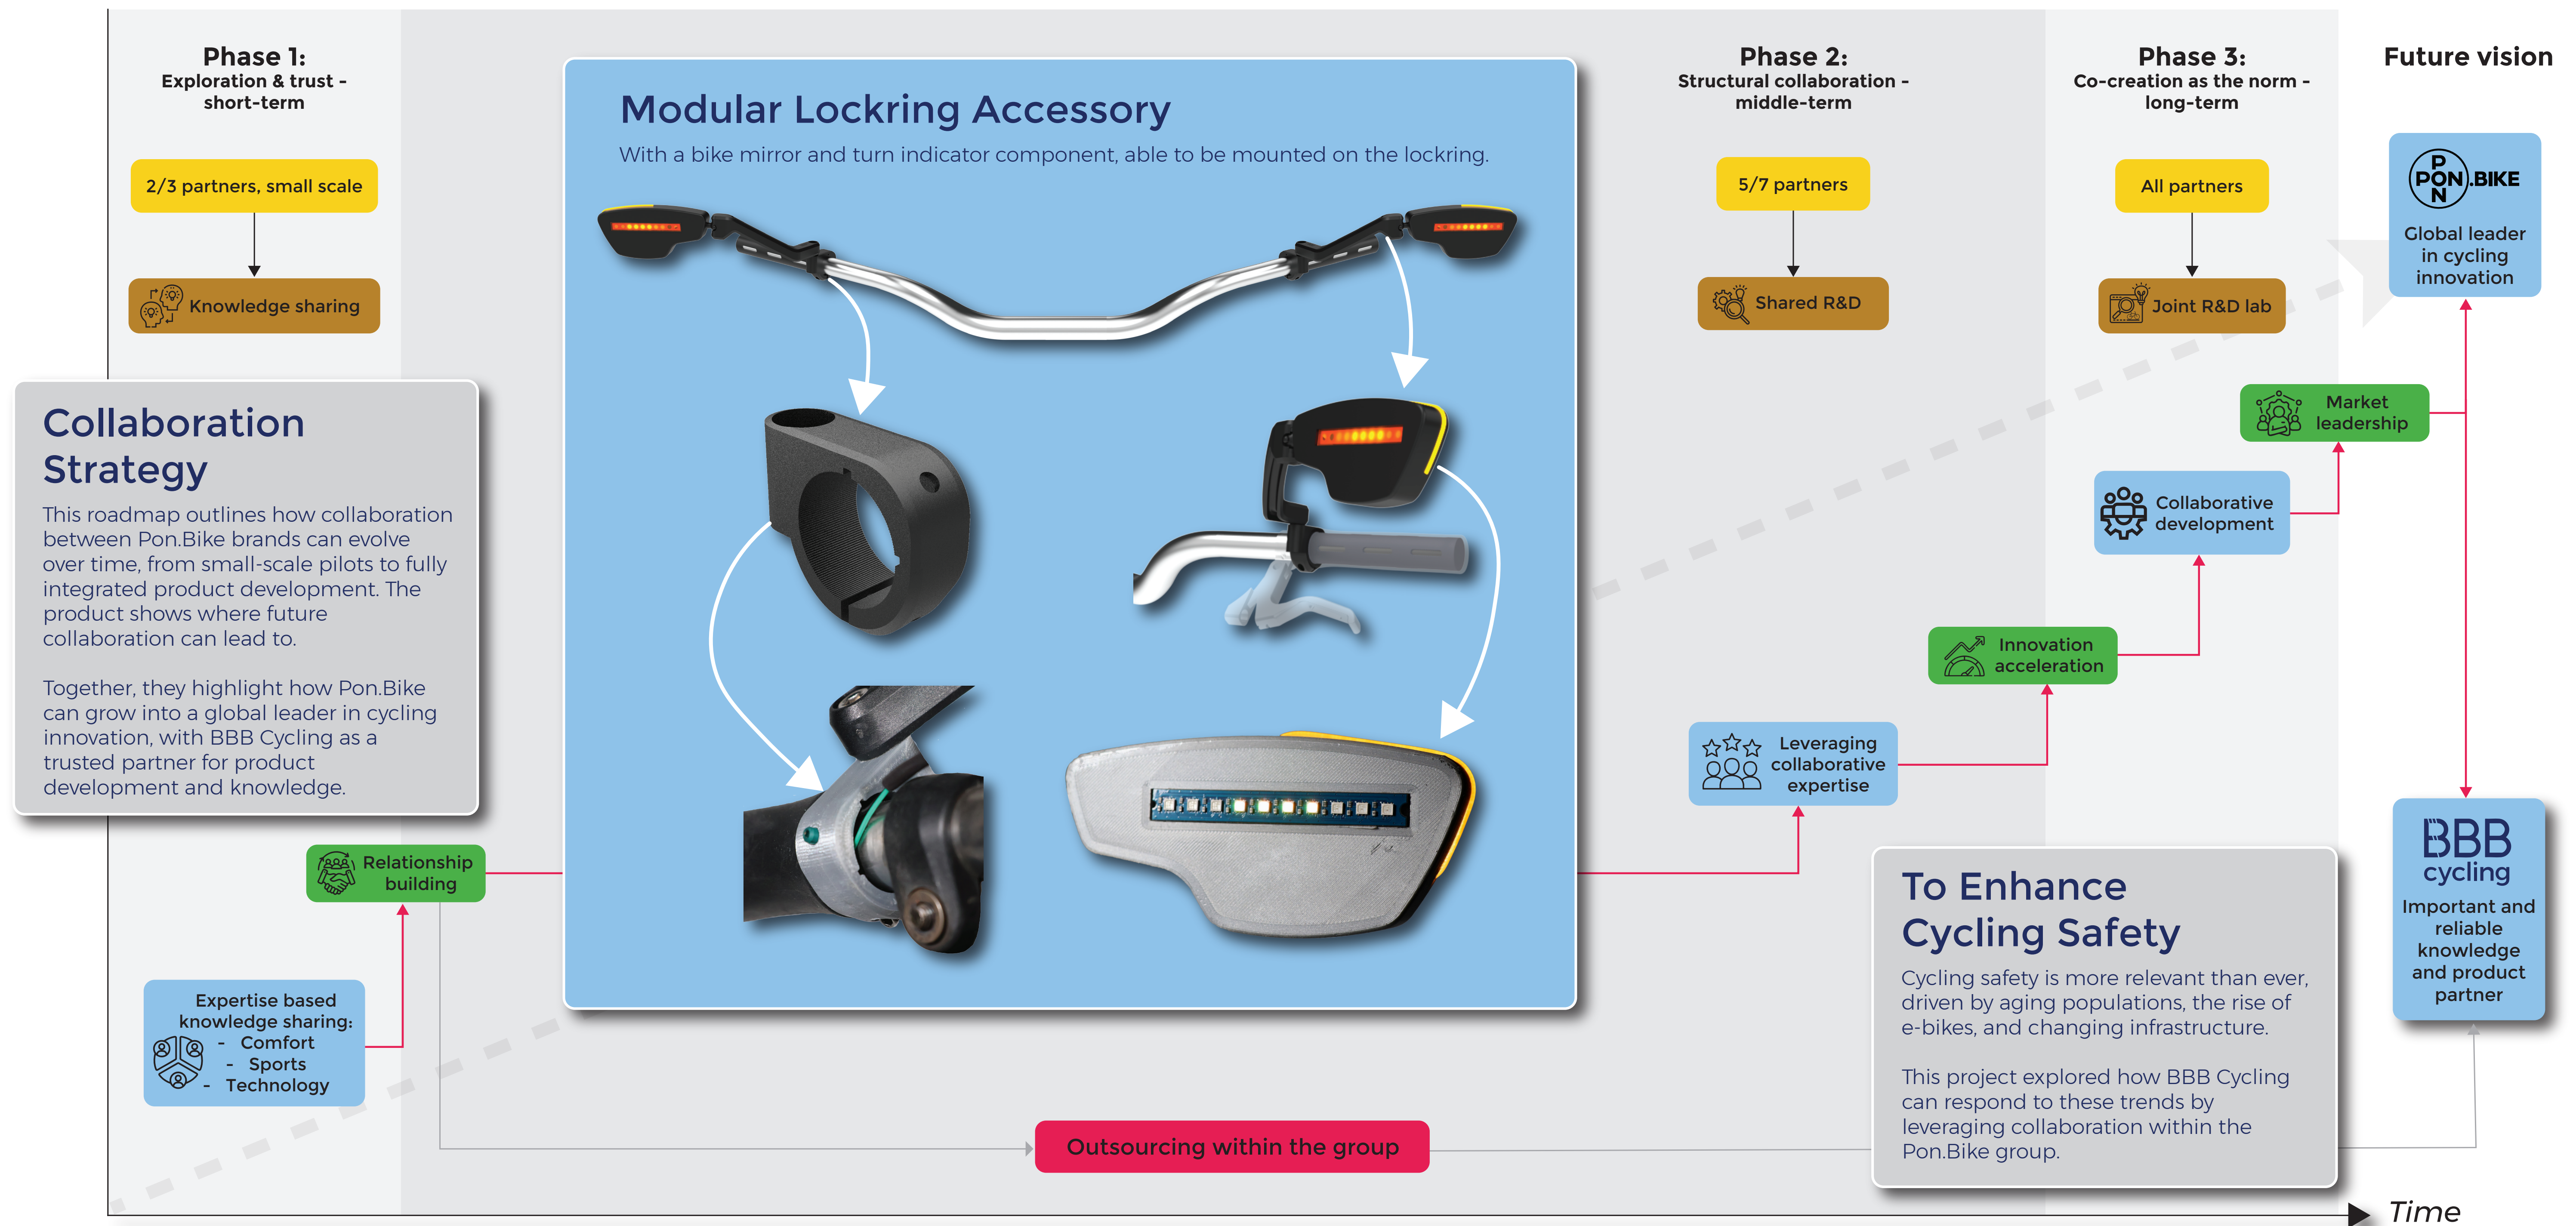 Phase 1:
Exploration & trust -
short-term
2/3 partners, small scale
Knowledge sharing
Collaboration
Strategy
This roadmap outlines how collaboration
between Pon.Bike brands can evolve
over time, from small-scale pilots to fully
integrated product development. The
product shows where future
collaboration can lead to.
Together, they highlight how Pon.Bike
can grow into a global leader in cycling
innovation, with BBB Cycling as a
trusted partner for product
development and knowledge.
Relationship
building
Expertise based
knowledge sharing:
- Comfort
- Sports
- Technology
Modular Lockring Accessory
With a bike mirror and turn indicator component, able to be mounted on the lockring.
Outsourcing within the group
Phase 2:
Structural collaboration -
middle-term
5/7 partners
Shared R&D
Leveraging
collaborative
expertise
Innovation
acceleration
Phase 3:
Co-creation as the norm -
long-term
All partners
Joint R&D lab
Collaborative
development
Market
leadership
To Enhance
Cycling Safety
Cycling safety is more relevant than ever,
driven by aging populations, the rise of
e-bikes, and changing infrastructure.
This project explored how BBB Cycling
can respond to these trends by
leveraging collaboration within the
Pon.Bike group.
Future vision
P
PON.BIKE
N
Global leader
in cycling
innovation
BBB
cycling
Important and
reliable
knowledge
and product
partner
Time